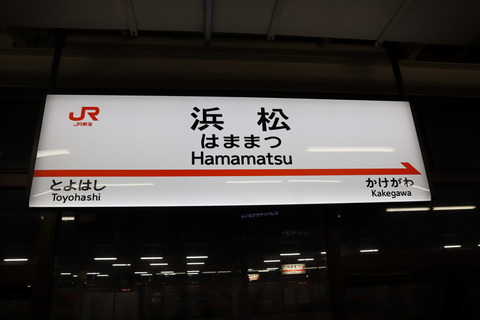 JR
JR東海
浜松
はままつ
Hamamatsu
とよはし
Toyohashi
かけがわ
Kakegawa